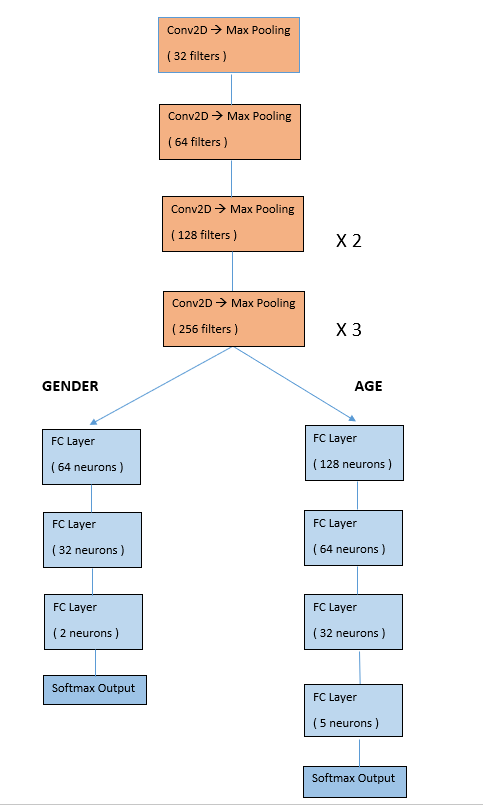 Conv2D → Max Pooling
( 32 filters )
Conv2D → Max Pooling
( 64 filters )
Conv2D → Max Pooling
( 128 filters )
X 2
Conv2D → Max Pooling
( 256 filters )
X 3
GENDER
FC Layer
( 64 neurons )
FC Layer
( 32 neurons )
FC Layer
( 2 neurons )
Softmax Output
AGE
FC Layer
( 128 neurons )
FC Layer
( 64 neurons )
FC Layer
( 32 neurons )
FC Layer
( 5 neurons )
Softmax Output